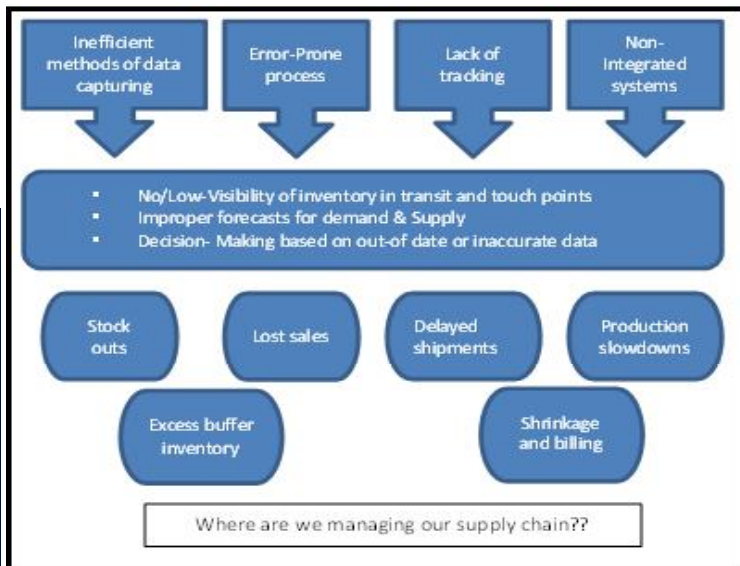 Inefficient
methods of data
capturing
Error-Prone
process
Lack of
tracking
Non-
Integrated
systems
▪ No/Low-Visibility of inventory in transit and touch points
▪ Improper forecasts for demand & Supply
▪ Decision- Making based on out-of date or inaccurate data
Stock
outs
Lost sales
Delayed
shipments
Production
slowdowns
Excess buffer
inventory
Shrinkage
and billing
Where are we managing our supply chain??